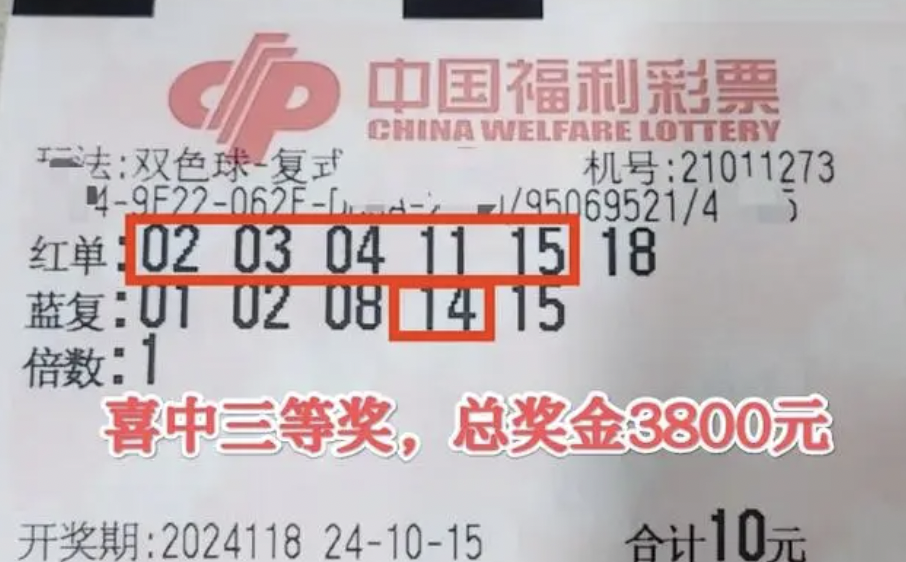 中国福利彩票
CHINA WELFARE LOTTERY
玩法:双色球-复式 机号:21011273
红单:02 03 04 11 15 18
蓝复:01 02 08 14 15
倍数:1
喜中三等奖，总奖金3800元
开奖期:2024118 24-10-15 合计10元